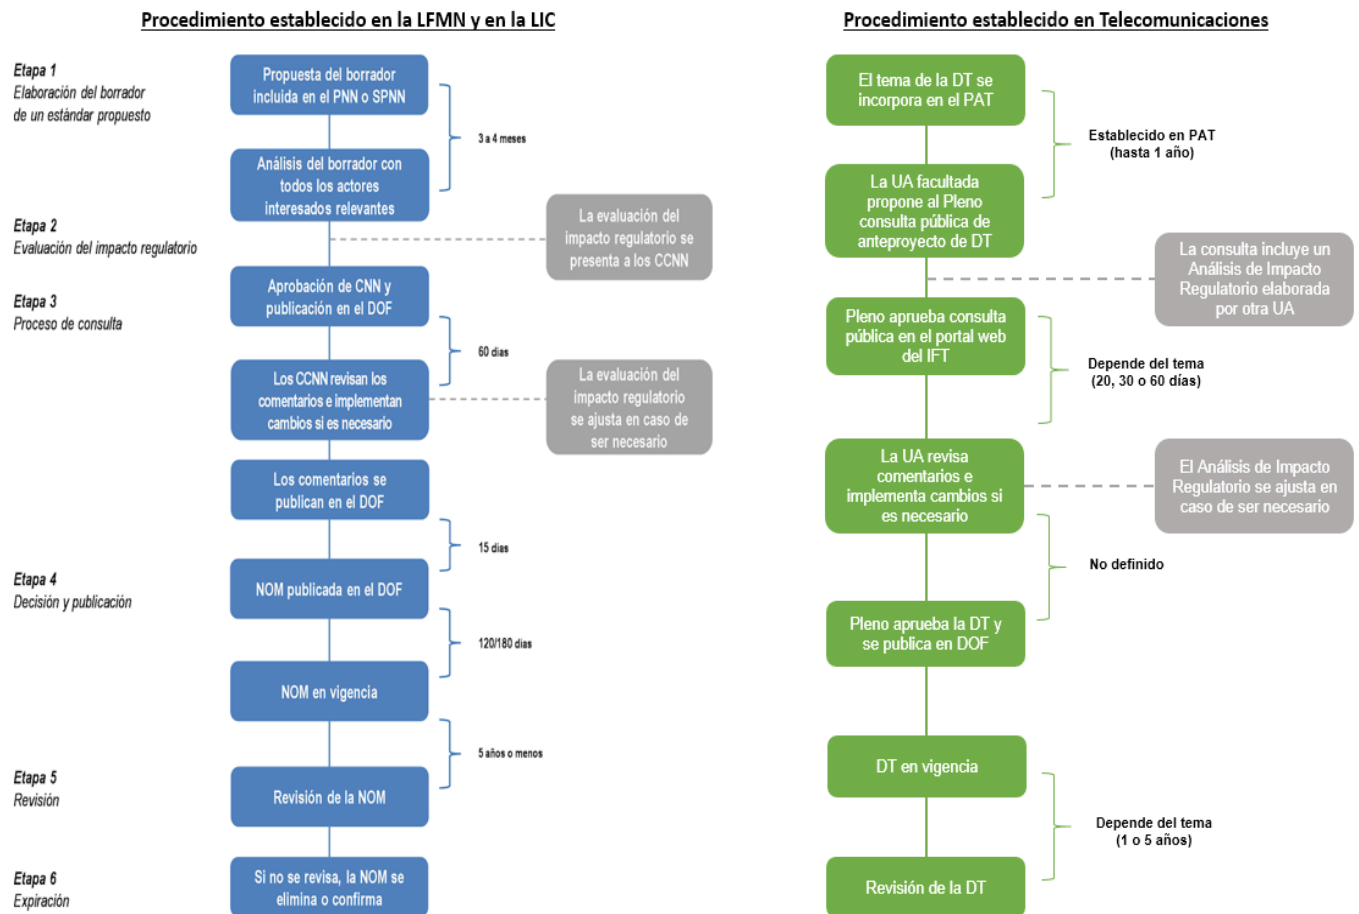 Procedimiento establecido en la LFMN y en la LIC
Etapa 1
Elaboración del borrador
de un estándar propuesto
Propuesta del borrador
incluida en el PNN o SPNN
3 a 4 meses
Análisis del borrador con
todos los actores
interesados relevantes
Etapa 2
Evaluación del impacto regulatorio
La evaluación del
impacto regulatorio se
presenta a los CCNN
Etapa 3
Proceso de consulta
Aprobación de CNN y
publicación en el DOF
60 dias
Los CCNN revisan los
comentarios e implementan
cambios si es necesario
La evaluación del
impacto regulatorio
se ajusta en caso de
ser necesario
Los comentarios se
publican en el DOF
15 dias
Etapa 4
Decisión y publicación
NOM publicada en el DOF
120/180 dias
NOM en vigencia
5 años o menos
Etapa 5
Revisión
Revisión de la NOM
Etapa 6
Expiración
Si no se revisa, la NOM se
elimina o confirma
Procedimiento establecido en Telecomunicaciones
El tema de la DT se
incorpora en el PAT
Establecido en PAT
(hasta 1 año)
La UA facultada
propone al Pleno
consulta pública de
anteproyecto de DT
La consulta incluye un
Análisis de Impacto
Regulatorio elaborada
por otra UA
Pleno aprueba consulta
pública en el portal web
del IFT
Depende del tema
(20, 30 o 60 días)
La UA revisa
comentarios e
implementa cambios si
es necesario
El Análisis de Impacto
Regulatorio se ajusta en
caso de ser necesario
No definido
Pleno aprueba la DT y
se publica en DOF
DT en vigencia
Depende del tema
(1 o 5 años)
Revisión de la DT